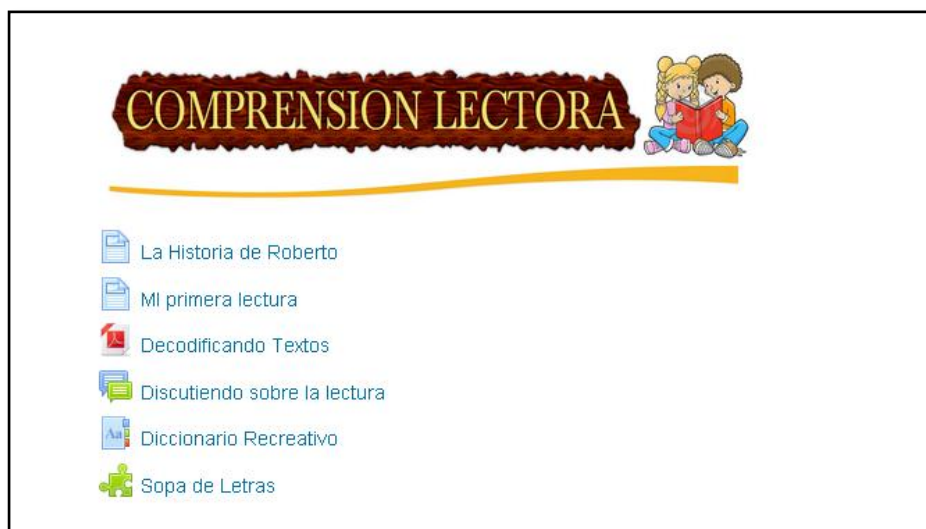 COMPRENSION LECTORA
La Historia de Roberto
MI primera lectura
Decodificando Textos
Discutiendo sobre la lectura
Aa
Diccionario Recreativo
Sopa de Letras